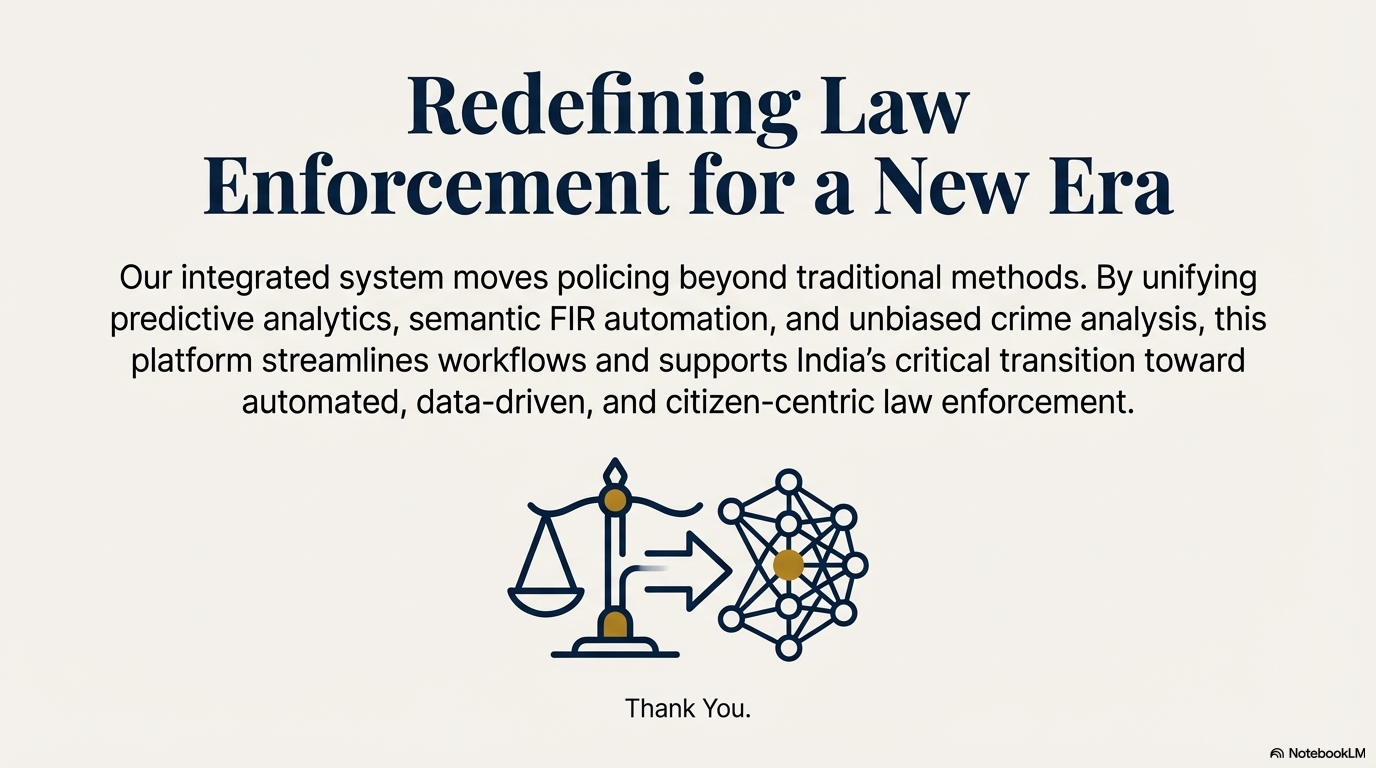 Redefining Law
Enforcement for a New Era
Our integrated system moves policing beyond traditional methods. By unifying
predictive analytics, semantic FIR automation, and unbiased crime analysis, this
platform streamlines workflows and supports India’s critical transition toward
automated, data-driven, and citizen-centric law enforcement.
Thank You.
NotebookLM